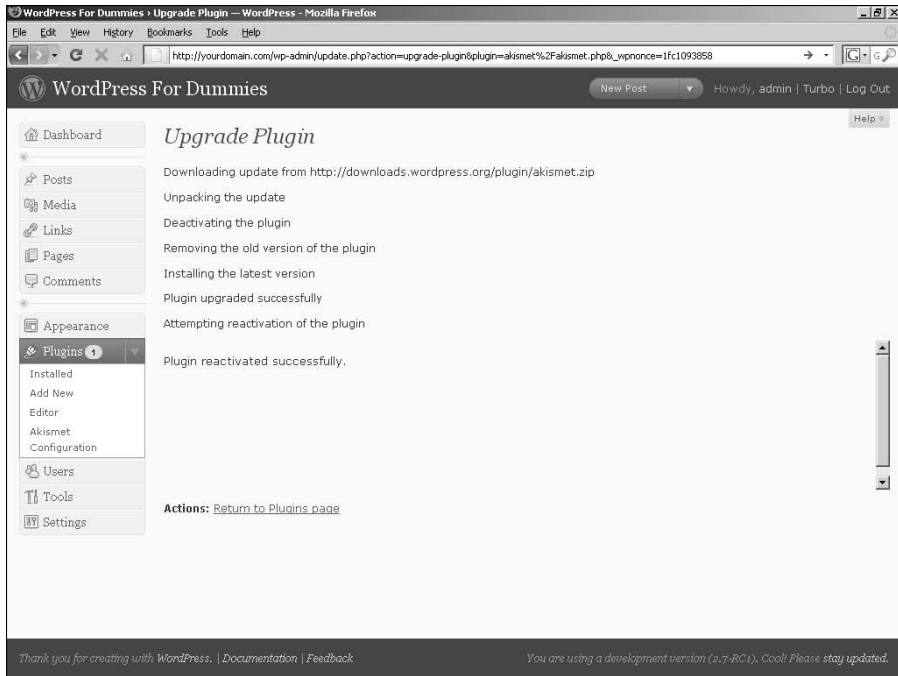 WordPress For Dummies › Upgrade Plugin — WordPress - Mozilla Firefox
File Edit View History Bookmarks Tools Help
http://yourdomain.com/wp-admin/update.php?action=upgrade-plugin&plugin=akismet%2Fakismet.php&_wpnonce=1fc1093858
G G
WordPress For Dummies
New Post
Howdy, admin | Turbo | Log Out
Help
Dashboard
Posts
Media
Links
Pages
Comments
Appearance
Plugins 1
Installed
Add New
Editor
Akismet
Configuration
Users
Tools
Settings
Upgrade Plugin
Downloading update from http://downloads.wordpress.org/plugin/akismet.zip
Unpacking the update
Deactivating the plugin
Removing the old version of the plugin
Installing the latest version
Plugin upgraded successfully
Attempting reactivation of the plugin
Plugin reactivated successfully.
Actions: Return to Plugins page
Thank you for creating with WordPress. | Documentation | Feedback
You are using a development version (2.7-RC1). Cool! Please stay updated.